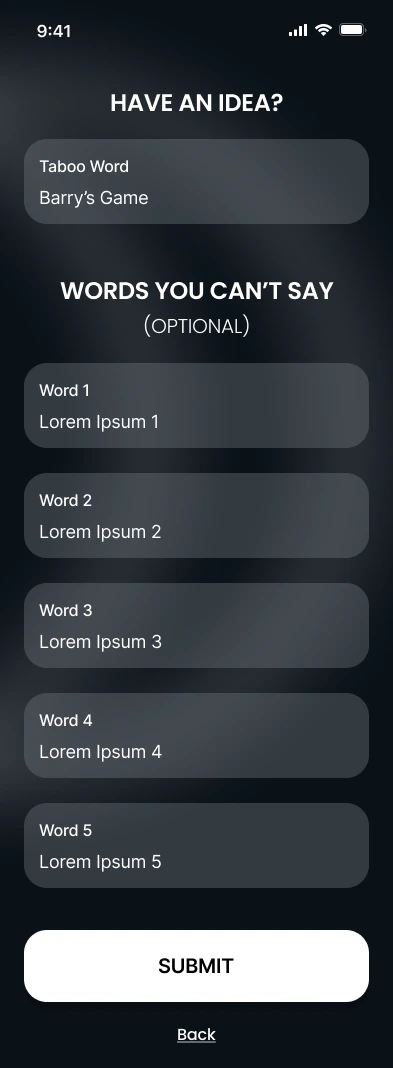 9:41
HAVE AN IDEA?
Taboo Word
Barry’s Game
WORDS YOU CAN’T SAY
(OPTIONAL)
Word 1
Lorem Ipsum 1
Word 2
Lorem Ipsum 2
Word 3
Lorem Ipsum 3
Word 4
Lorem Ipsum 4
Word 5
Lorem Ipsum 5
SUBMIT
Back